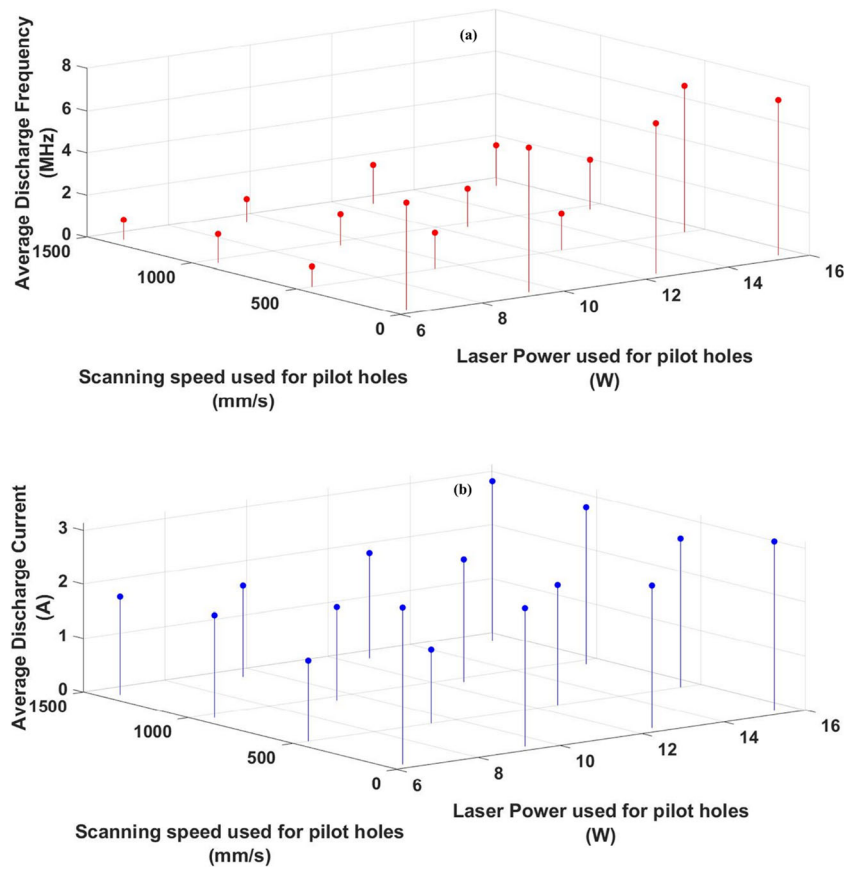 (a)
Average Discharge Frequency
(MHz)
8
6
4
2
0
1500
1000
500
0
6
8
10
12
14
16
Scanning speed used for pilot holes
(mm/s)
Laser Power used for pilot holes
(W)
(b)
Average Discharge Current
(A)
3
2
1
0
1500
1000
500
0
6
8
10
12
14
16
Scanning speed used for pilot holes
(mm/s)
Laser Power used for pilot holes
(W)